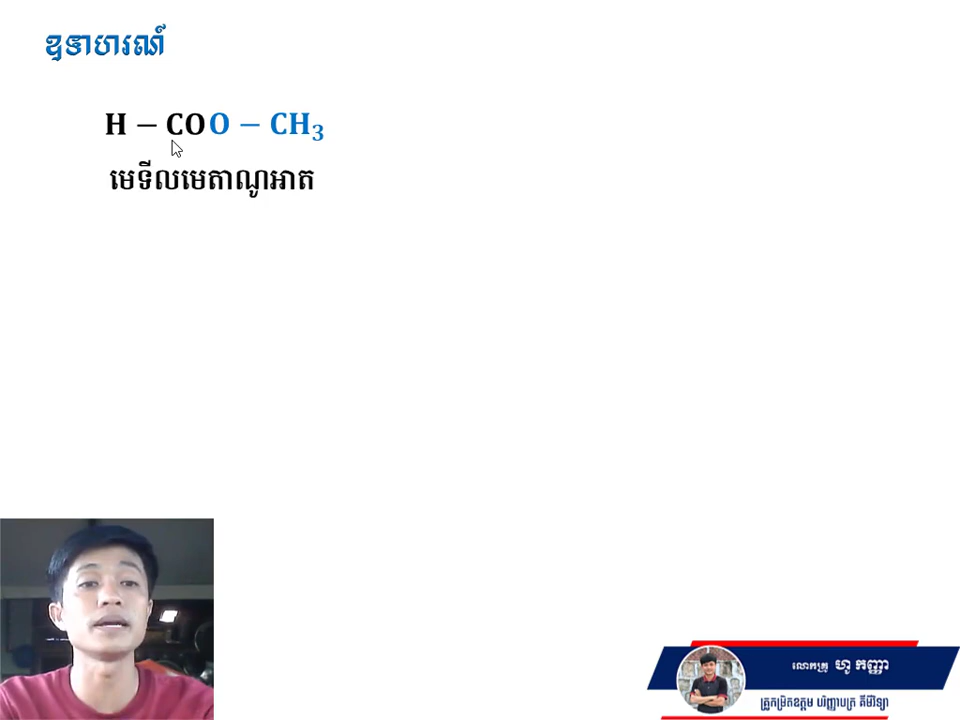 ឧទាហរណ៍
H − COO − CH₃
មេទីលមេតាណូអាត
លោកគ្រូ ហូ កញ្ញា
គ្រូកម្រិតឧត្តម បរិញ្ញាបត្រ គីមីវិទ្យា